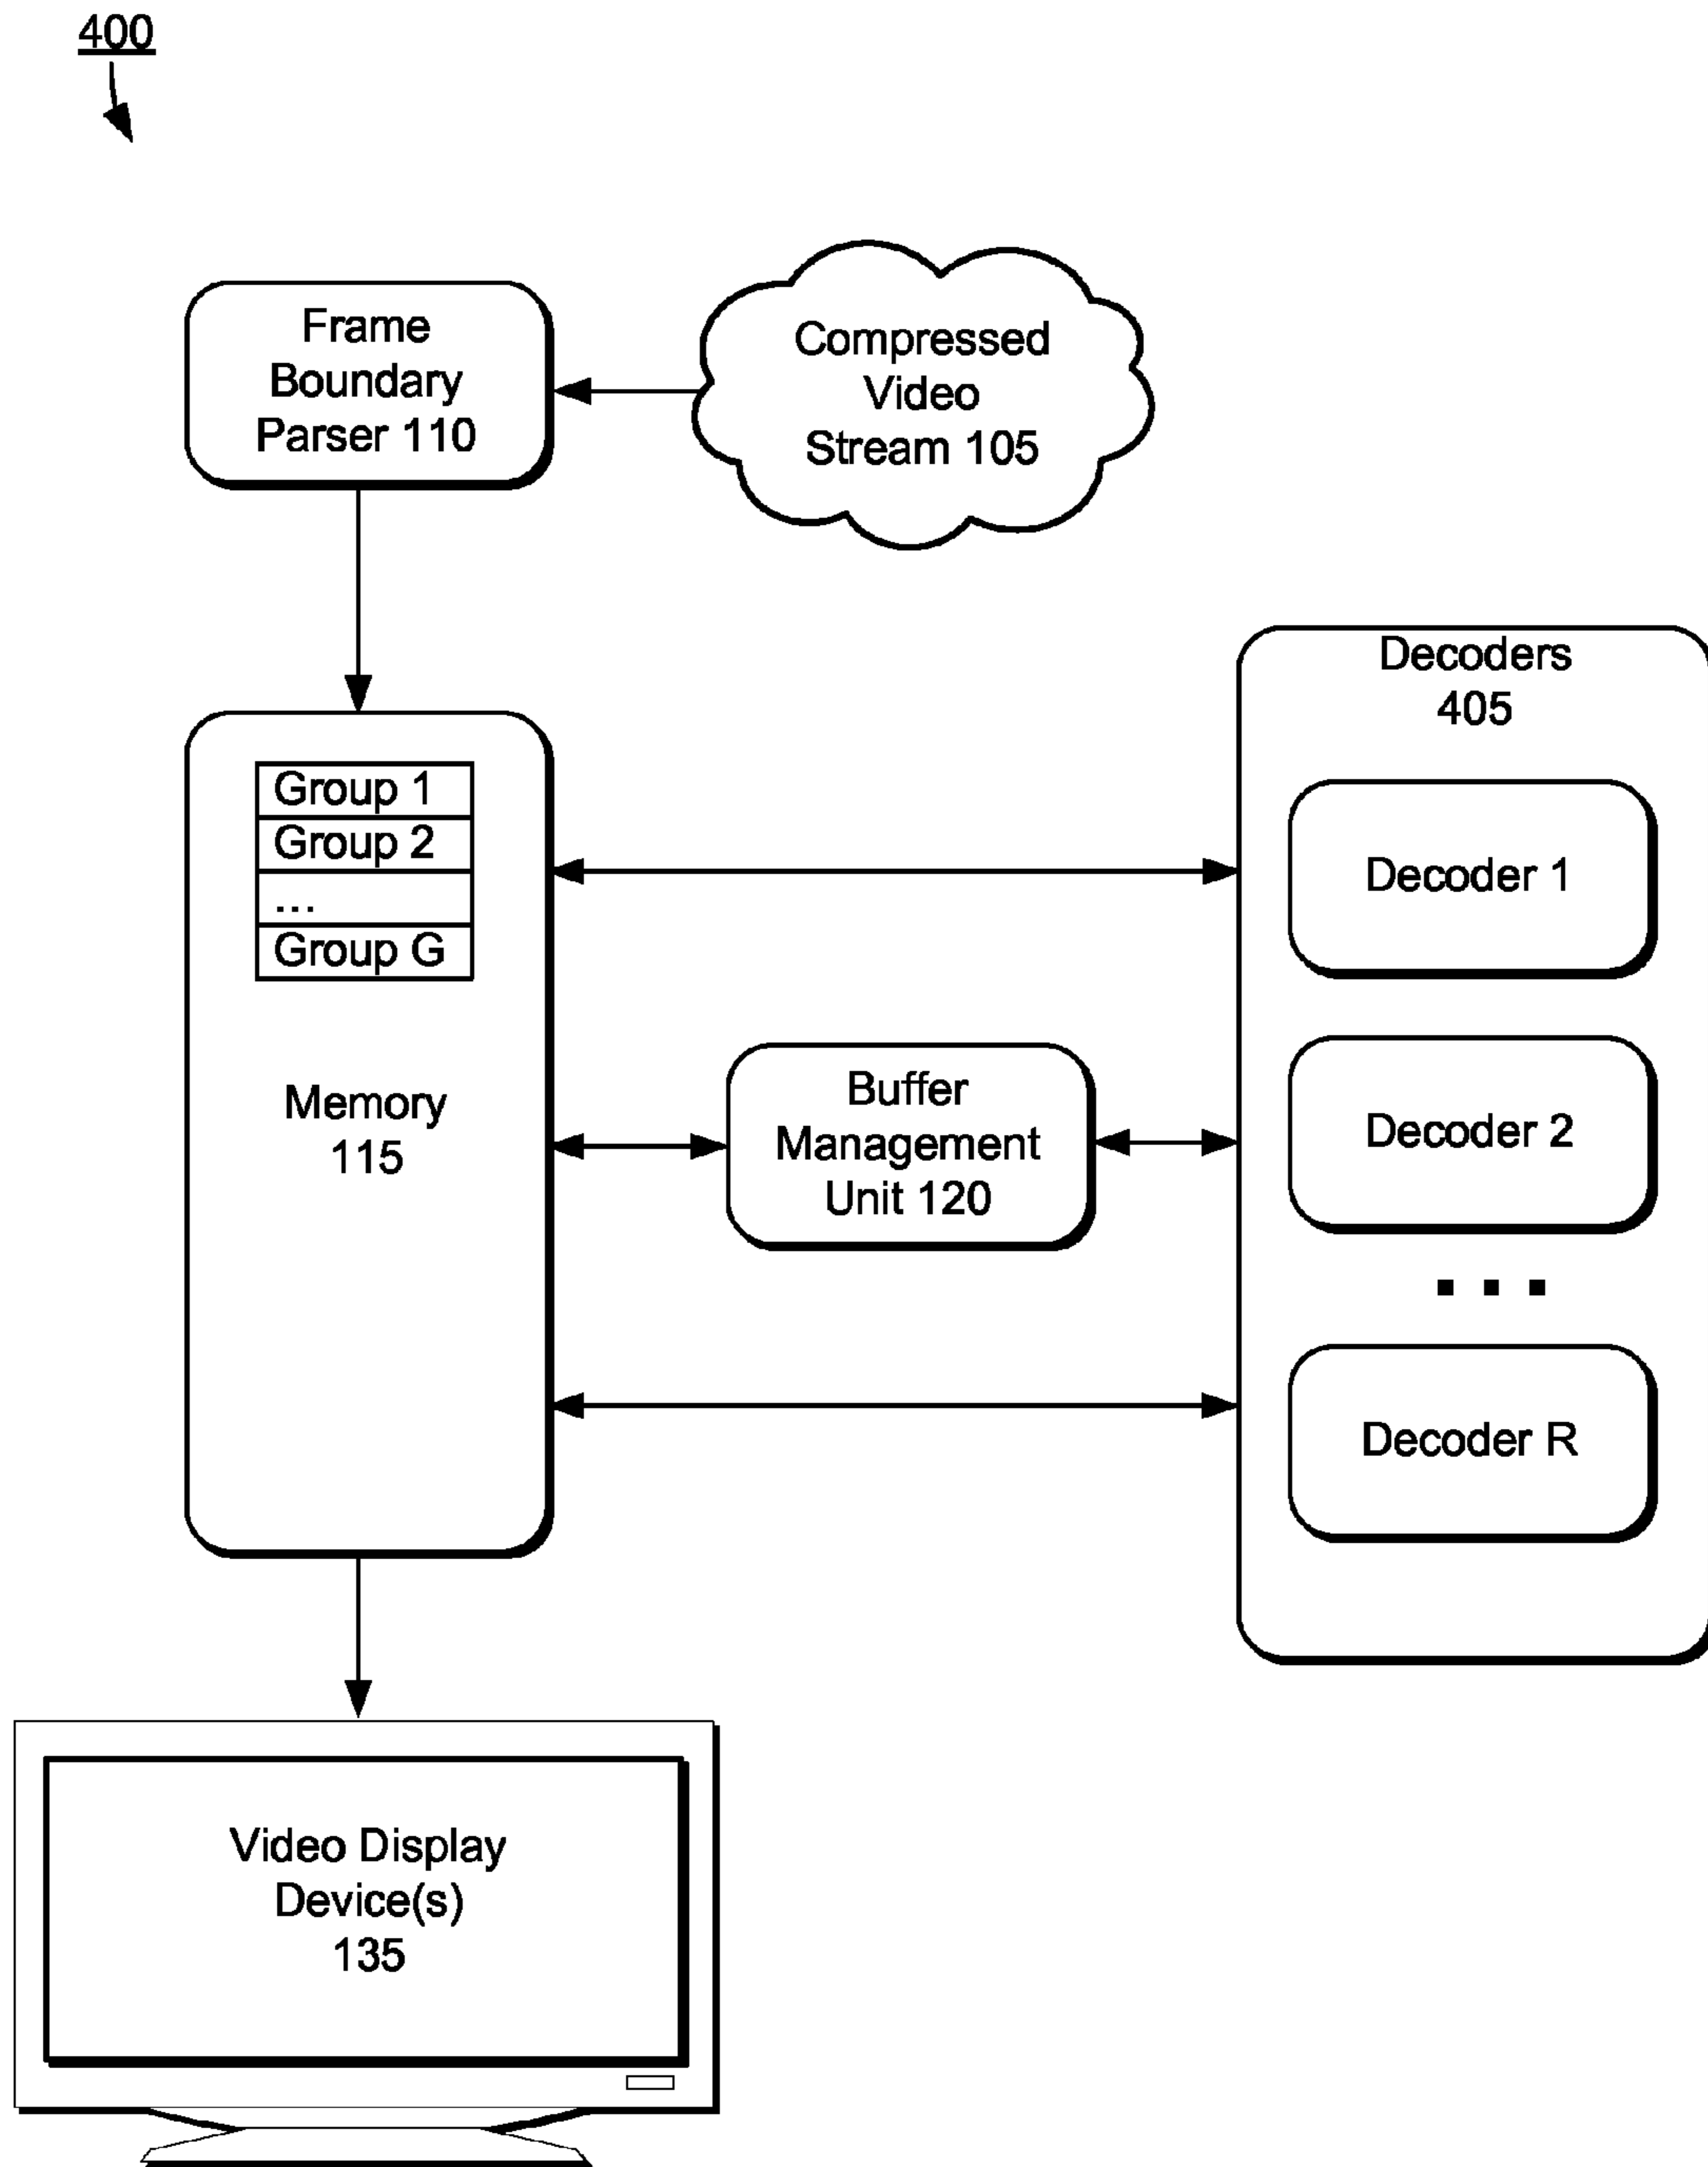 400
Frame
Boundary
Parser 110
Compressed
Video
Stream 105
Decoders
405
Group 1
Group 2
...
Group G
Decoder 1
Memory
115
Buffer
Management
Unit 120
Decoder 2
...
Decoder R
Video Display
Device(s)
135